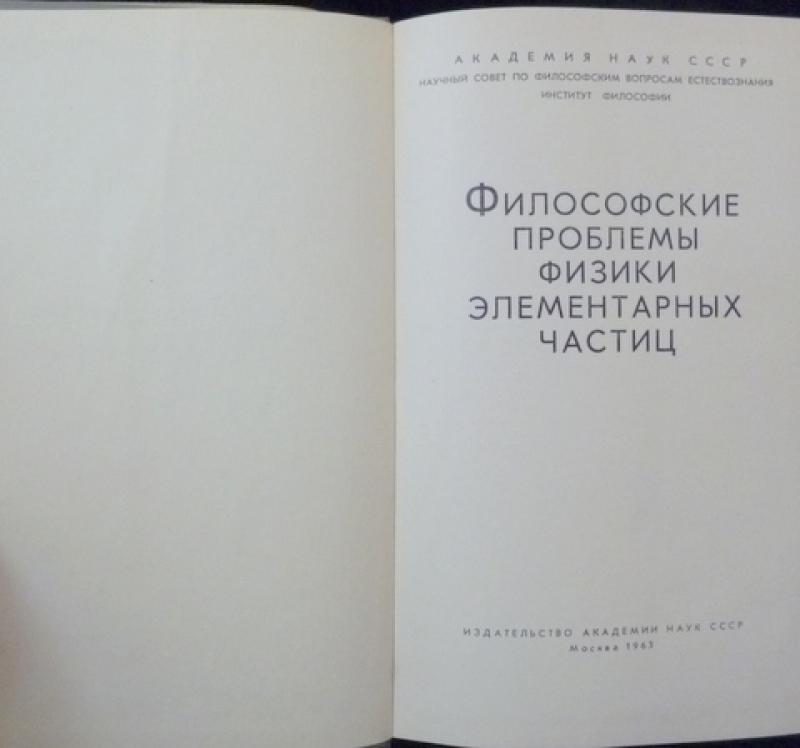 АКАДЕМИЯ НАУК СССР
НАУЧНЫЙ СОВЕТ ПО ФИЛОСОФСКИМ ВОПРОСАМ ЕСТЕСТВОЗНАНИЯ
ИНСТИТУТ ФИЛОСОФИИ
ФИЛОСОФСКИЕ
ПРОБЛЕМЫ
ФИЗИКИ
ЭЛЕМЕНТАРНЫХ
ЧАСТИЦ
ИЗДАТЕЛЬСТВО АКАДЕМИИ НАУК СССР
Москва 1963